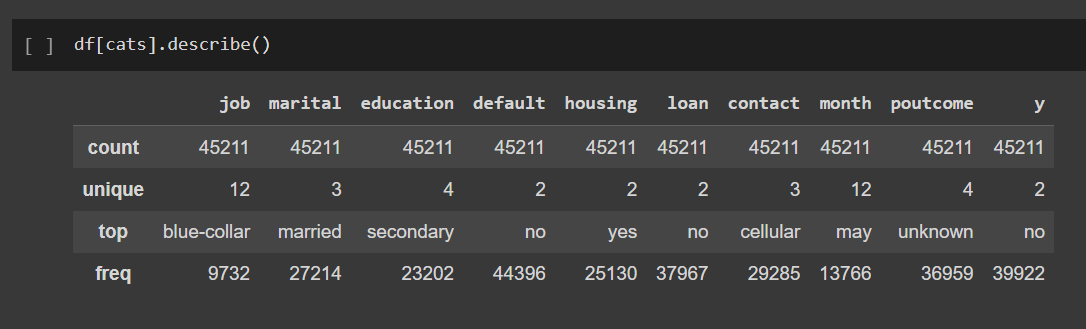 [ ] df[cats].describe()
job marital education default housing loan contact month poutcome y
count 45211 45211 45211 45211 45211 45211 45211 45211 45211 45211
unique 12 3 4 2 2 2 3 12 4 2
top blue-collar married secondary no yes no cellular may unknown no
freq 9732 27214 23202 44396 25130 37967 29285 13766 36959 39922